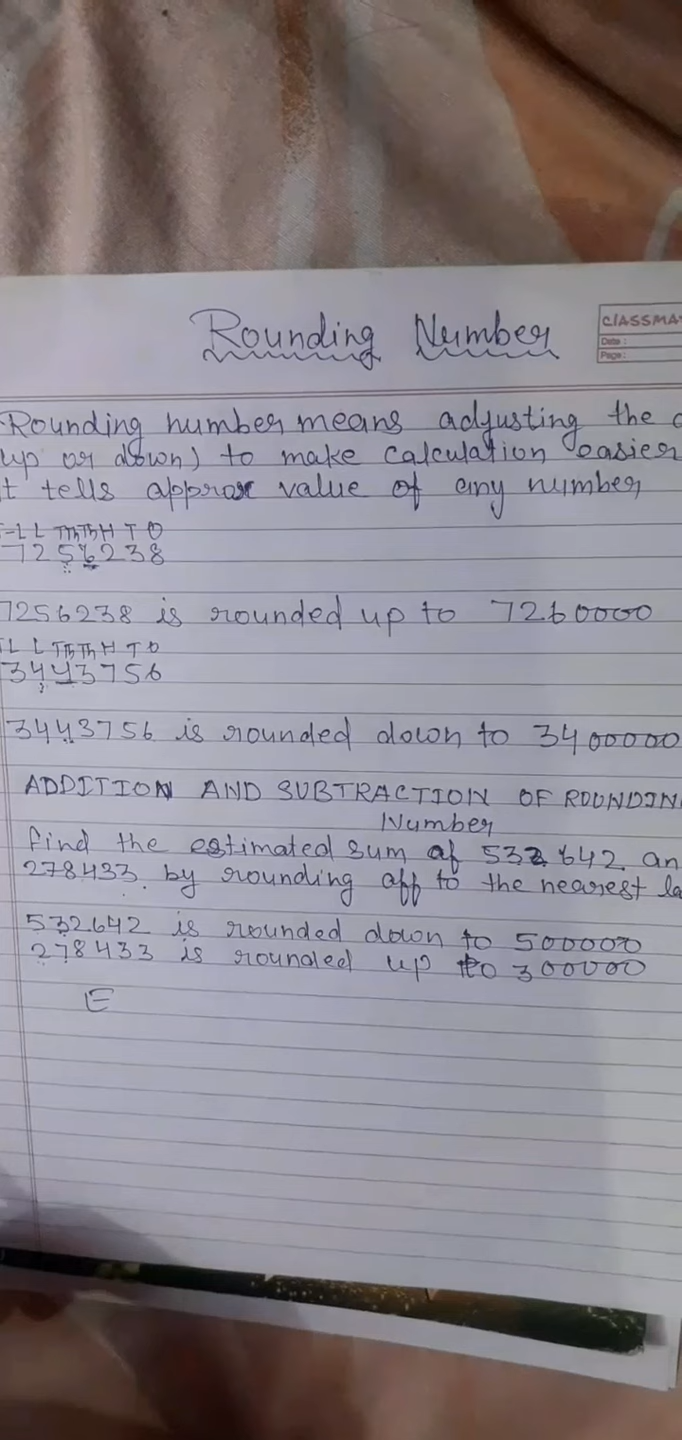 Rounding Number
CLASSMA
Date :
Page :
Rounding number means adjusting the
up or down) to make calculation easier
t tells approx value of any number
T-L L TTh Th H T O
7256238
7256238 is rounded up to 7260000
L L TTh Th H T O
3443756
3443756 is rounded down to 3400000
ADDITION AND SUBTRACTION OF ROUNDIN
Number
find the estimated sum of 532642 an
278433. by rounding off to the nearest la
532642 is rounded down to 500000
278433 is rounded up to 300000
E